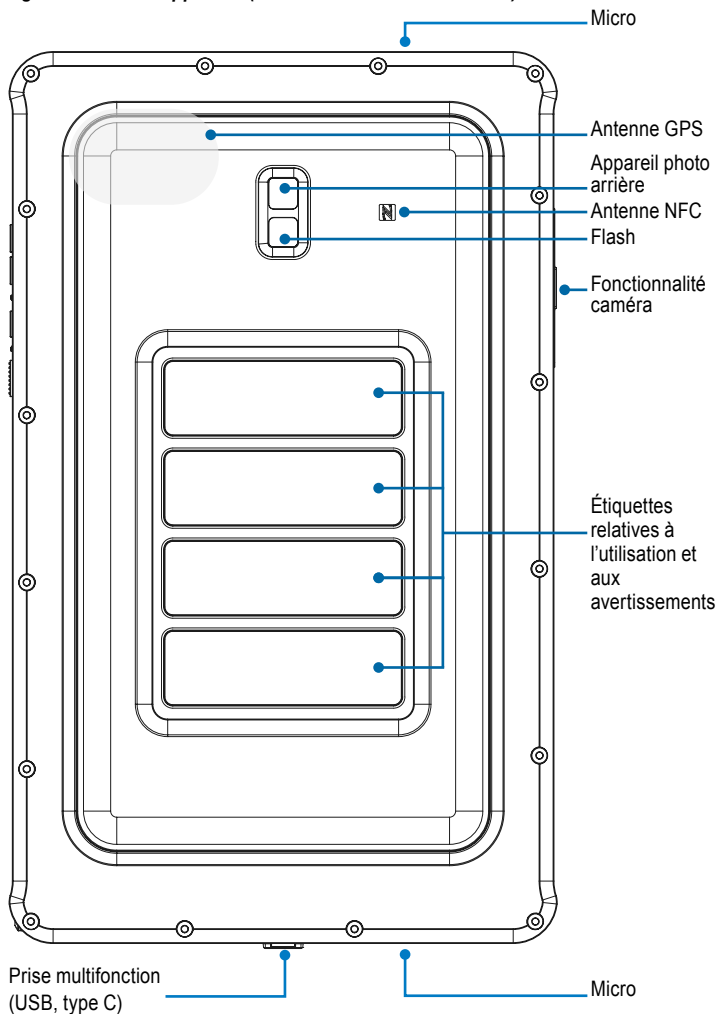 Micro
Antenne GPS
Appareil photo
arrière
Antenne NFC
Flash
Fonctionnalité
caméra
Étiquettes
relatives à
l’utilisation et
aux
avertissements
Prise multifonction
(USB, type C)
Micro